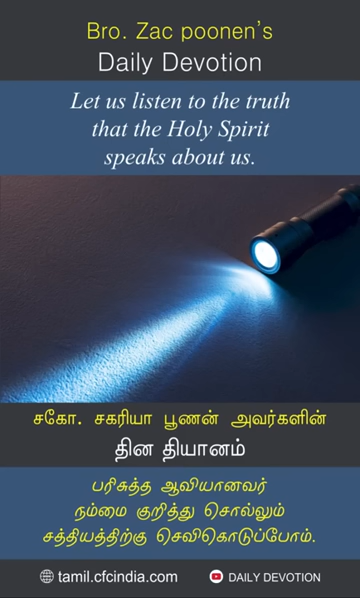 Bro. Zac poonen's
Daily Devotion
Let us listen to the truth
that the Holy Spirit
speaks about us.
சகோ. சகரியா பூணன் அவர்களின்
தின தியானம்
பரிசுத்த ஆவியானவர்
நம்மை குறித்து சொல்லும்
சத்தியத்திற்கு செவிகொடுப்போம்.
tamil.cfcindia.com DAILY DEVOTION